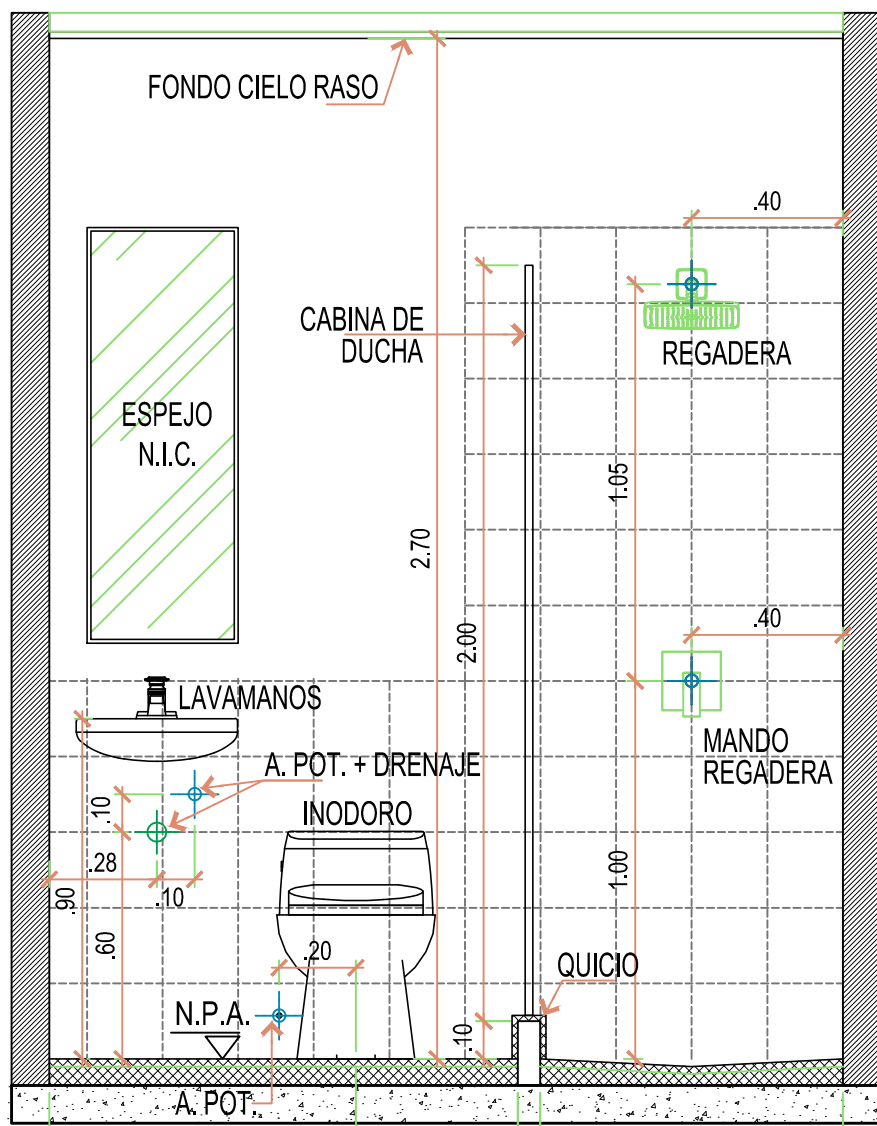 FONDO CIELO RASO
.40
CABINA DE
DUCHA
REGADERA
ESPEJO
N.I.C.
1.05
2.70
2.00
.40
LAVAMANOS
MANDO
REGADERA
A. POT. + DRENAJE
.10
INODORO
.28
.10
.90
.60
1.00
.20
QUICIO
N.P.A.
.10
A. POT.